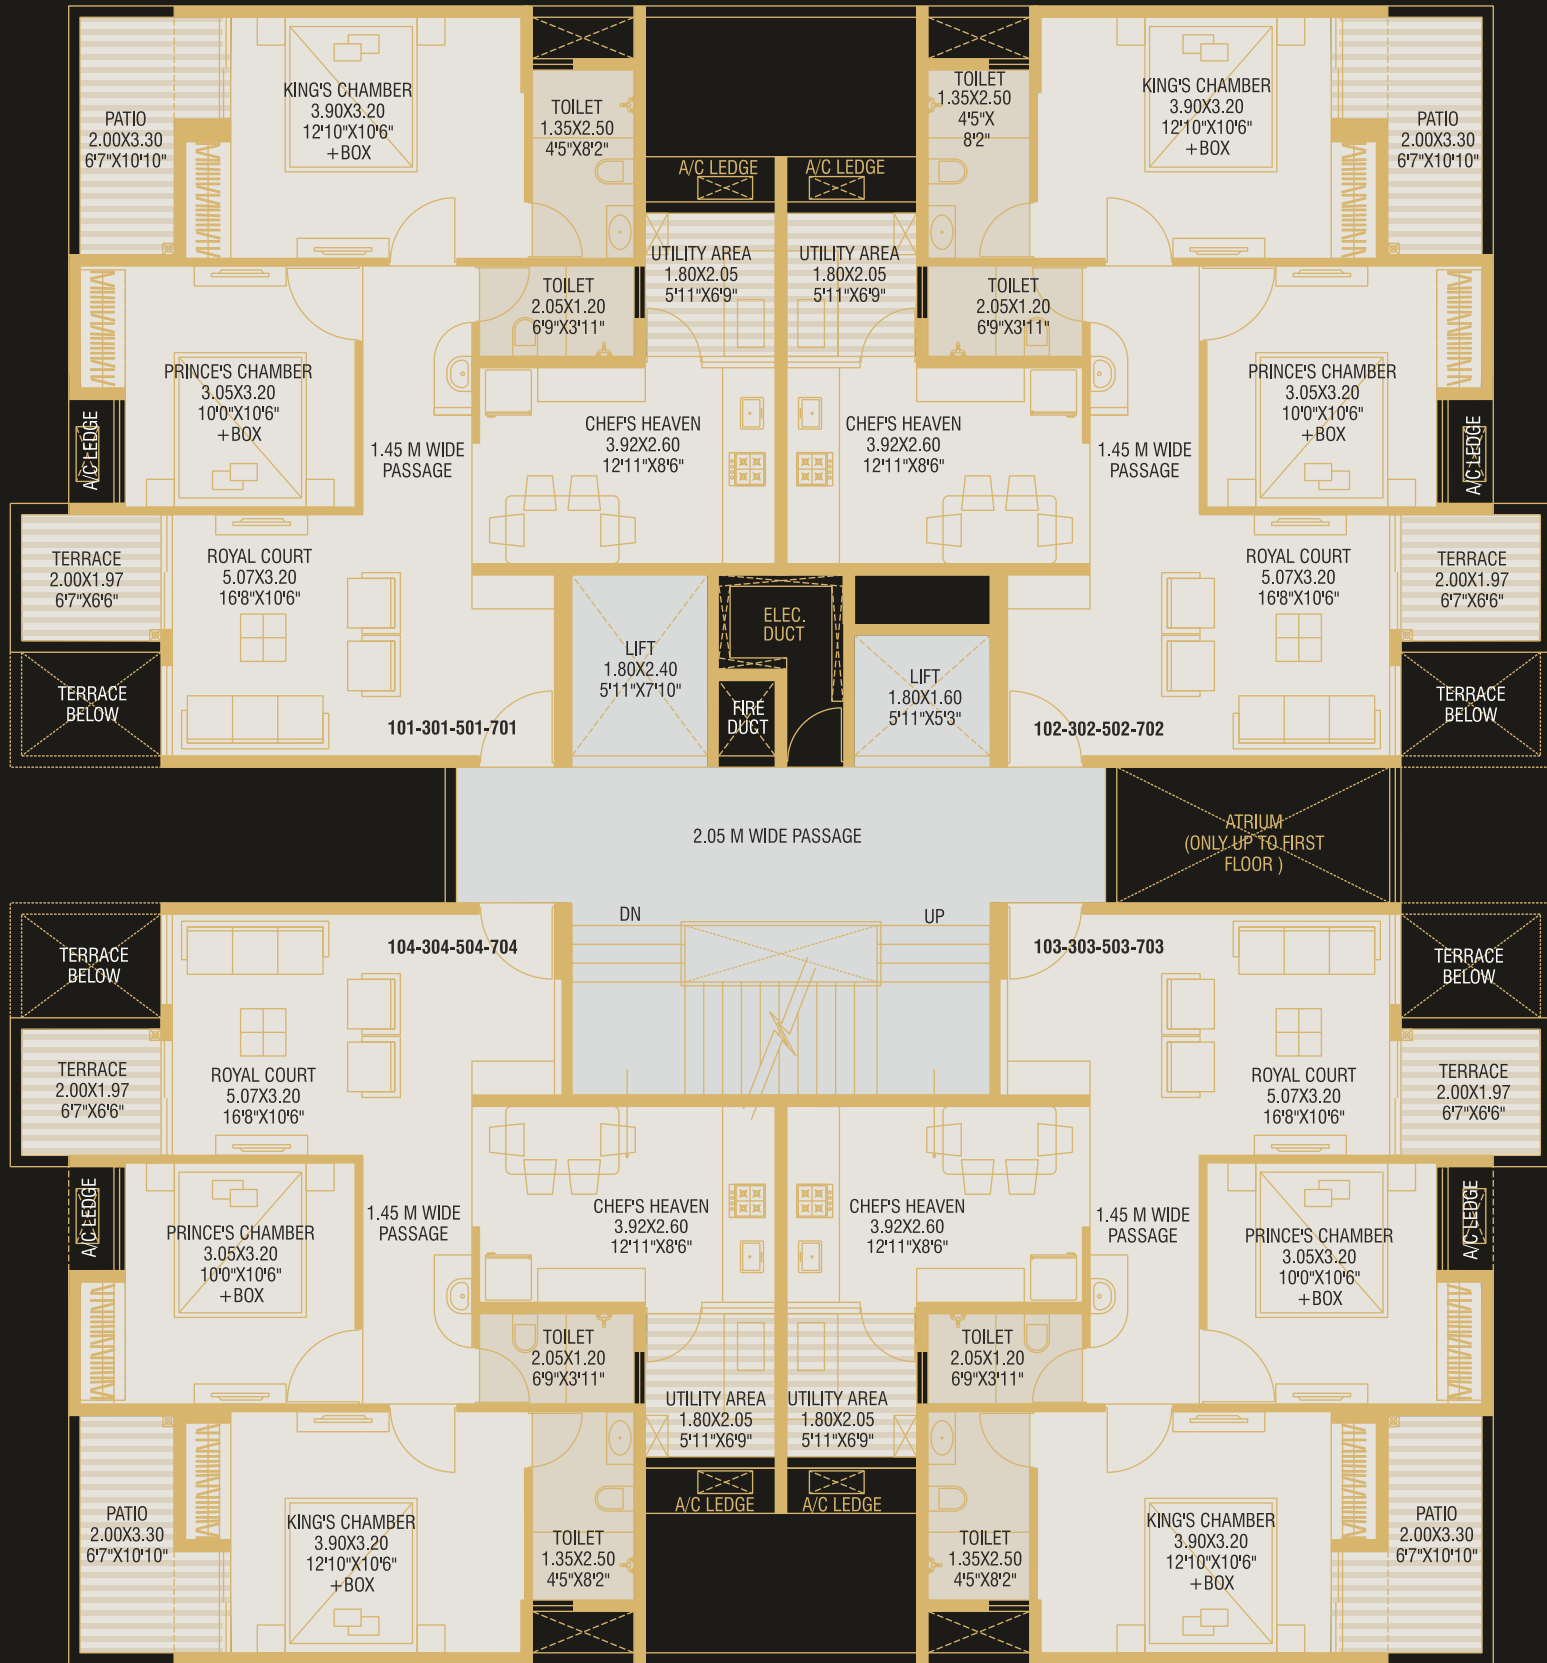 KING'S CHAMBER
3.90X3.20
12'10"X10'6"
+BOX
PATIO
2.00X3.30
6'7"X10'10"
TOILET
1.35X2.50
4'5"X8'2"
A/C LEDGE
A/C LEDGE
TOILET
1.35X2.50
4'5"X
8'2"
KING'S CHAMBER
3.90X3.20
12'10"X10'6"
+BOX
PATIO
2.00X3.30
6'7"X10'10"
UTILITY AREA
1.80X2.05
5'11"X6'9"
UTILITY AREA
1.80X2.05
5'11"X6'9"
TOILET
2.05X1.20
6'9"X3'11"
TOILET
2.05X1.20
6'9"X3'11"
PRINCE'S CHAMBER
3.05X3.20
10'0"X10'6"
+BOX
A/C LEDGE
1.45 M WIDE
PASSAGE
CHEF'S HEAVEN
3.92X2.60
12'11"X8'6"
CHEF'S HEAVEN
3.92X2.60
12'11"X8'6"
1.45 M WIDE
PASSAGE
PRINCE'S CHAMBER
3.05X3.20
10'0"X10'6"
+BOX
A/C LEDGE
TERRACE
2.00X1.97
6'7"X6'6"
ROYAL COURT
5.07X3.20
16'8"X10'6"
ROYAL COURT
5.07X3.20
16'8"X10'6"
TERRACE
2.00X1.97
6'7"X6'6"
LIFT
1.80X2.40
5'11"X7'10"
ELEC.
DUCT
FIRE
DUCT
LIFT
1.80X1.60
5'11"X5'3"
TERRACE
BELOW
101-301-501-701
102-302-502-702
TERRACE
BELOW
2.05 M WIDE PASSAGE
ATRIUM
(ONLY UP TO FIRST
FLOOR )
DN
UP
TERRACE
BELOW
104-304-504-704
103-303-503-703
TERRACE
BELOW
TERRACE
2.00X1.97
6'7"X6'6"
ROYAL COURT
5.07X3.20
16'8"X10'6"
ROYAL COURT
5.07X3.20
16'8"X10'6"
TERRACE
2.00X1.97
6'7"X6'6"
A/C LEDGE
PRINCE'S CHAMBER
3.05X3.20
10'0"X10'6"
+BOX
1.45 M WIDE
PASSAGE
CHEF'S HEAVEN
3.92X2.60
12'11"X8'6"
CHEF'S HEAVEN
3.92X2.60
12'11"X8'6"
1.45 M WIDE
PASSAGE
PRINCE'S CHAMBER
3.05X3.20
10'0"X10'6"
+BOX
A/C LEDGE
TOILET
2.05X1.20
6'9"X3'11"
TOILET
2.05X1.20
6'9"X3'11"
UTILITY AREA
1.80X2.05
5'11"X6'9"
UTILITY AREA
1.80X2.05
5'11"X6'9"
A/C LEDGE
A/C LEDGE
PATIO
2.00X3.30
6'7"X10'10"
KING'S CHAMBER
3.90X3.20
12'10"X10'6"
+BOX
TOILET
1.35X2.50
4'5"X8'2"
TOILET
1.35X2.50
4'5"X8'2"
KING'S CHAMBER
3.90X3.20
12'10"X10'6"
+BOX
PATIO
2.00X3.30
6'7"X10'10"